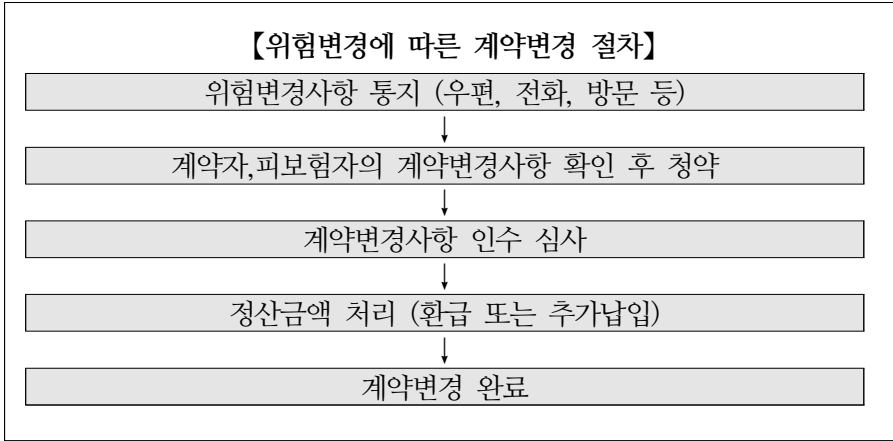 【위험변경에 따른 계약변경 절차】
위험변경사항 통지 (우편, 전화, 방문 등)
계약자,피보험자의 계약변경사항 확인 후 청약
계약변경사항 인수 심사
정산금액 처리 (환급 또는 추가납입)
계약변경 완료